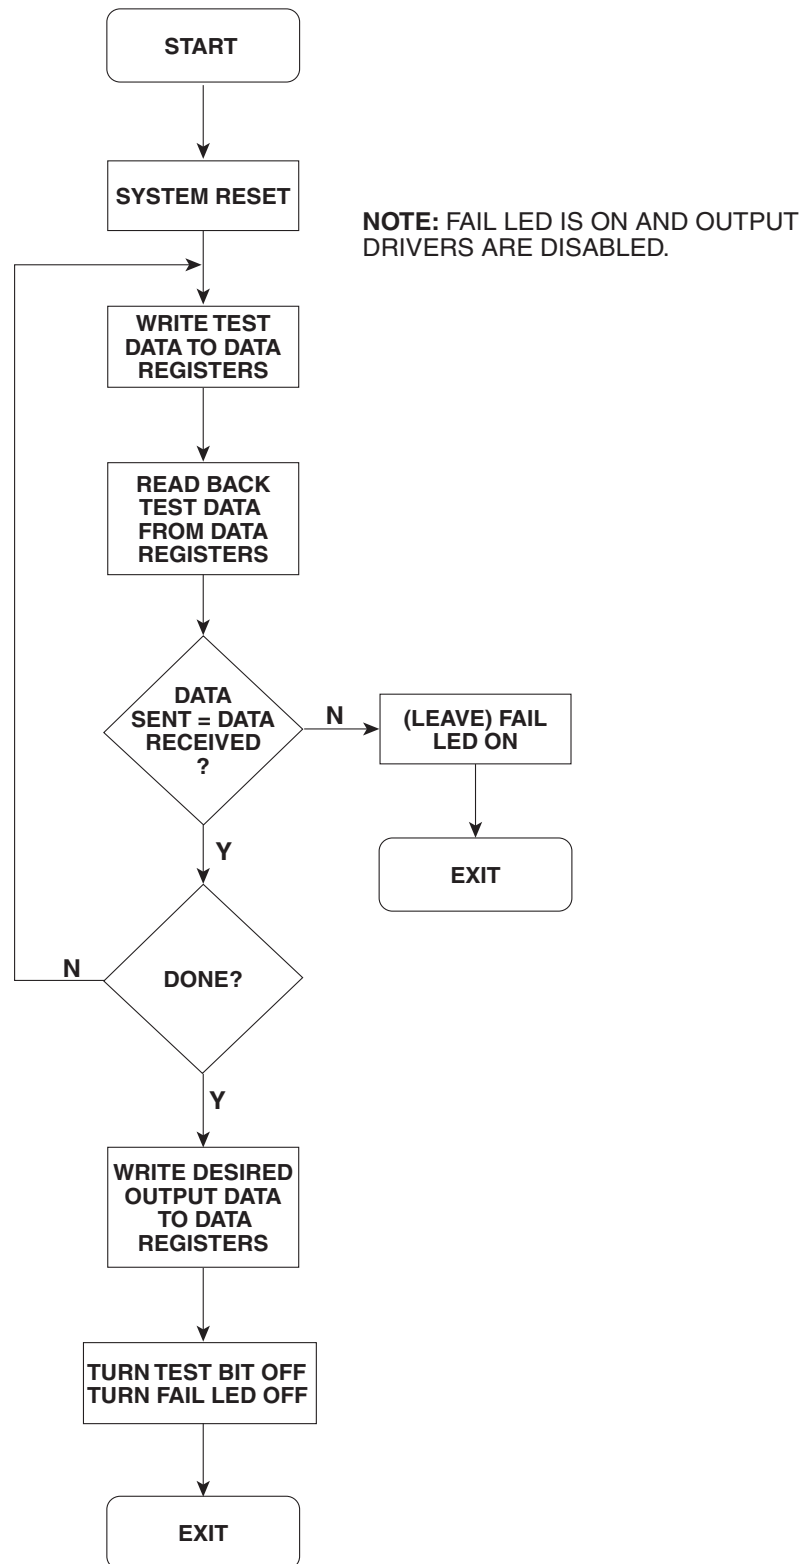 START
SYSTEM RESET
NOTE: FAIL LED IS ON AND OUTPUT
DRIVERS ARE DISABLED.
WRITE TEST
DATA TO DATA
REGISTERS
READ BACK
TEST DATA
FROM DATA
REGISTERS
DATA
SENT = DATA
RECEIVED
?
N
(LEAVE) FAIL
LED ON
Y
EXIT
N
DONE?
Y
WRITE DESIRED
OUTPUT DATA
TO DATA
REGISTERS
TURN TEST BIT OFF
TURN FAIL LED OFF
EXIT